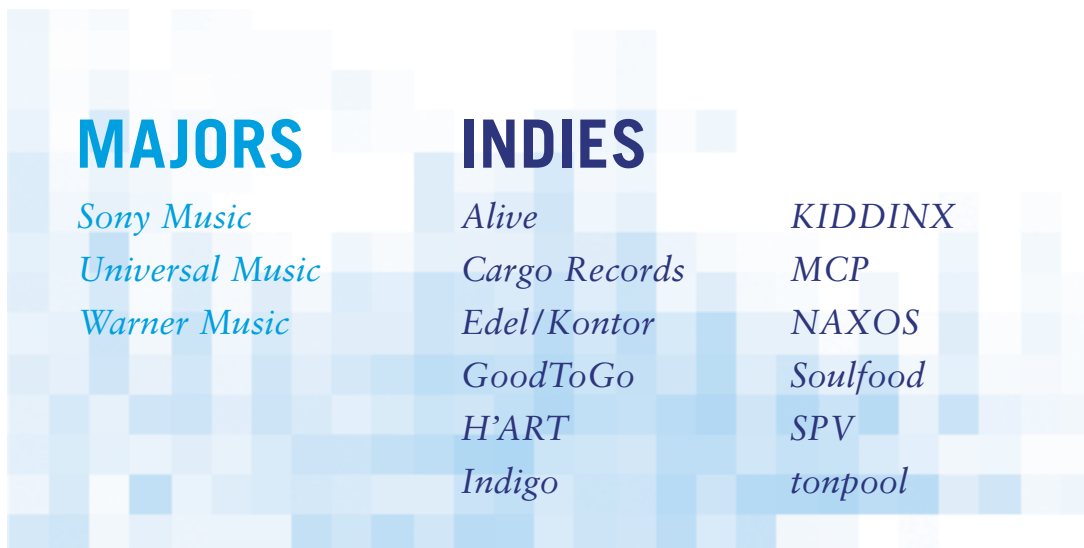 MAJORS
Sony Music
Universal Music
Warner Music
INDIES
Alive
Cargo Records
Edel/Kontor
GoodToGo
H’ART
Indigo
KIDDINX
MCP
NAXOS
Soulfood
SPV
tonpool